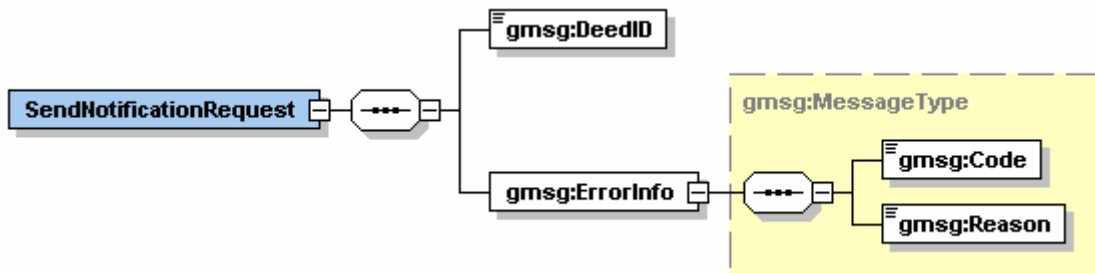 gmsg:DeedID
SendNotificationRequest
gmsg:MessageType
gmsg:Code
gmsg:ErrorInfo
gmsg:Reason